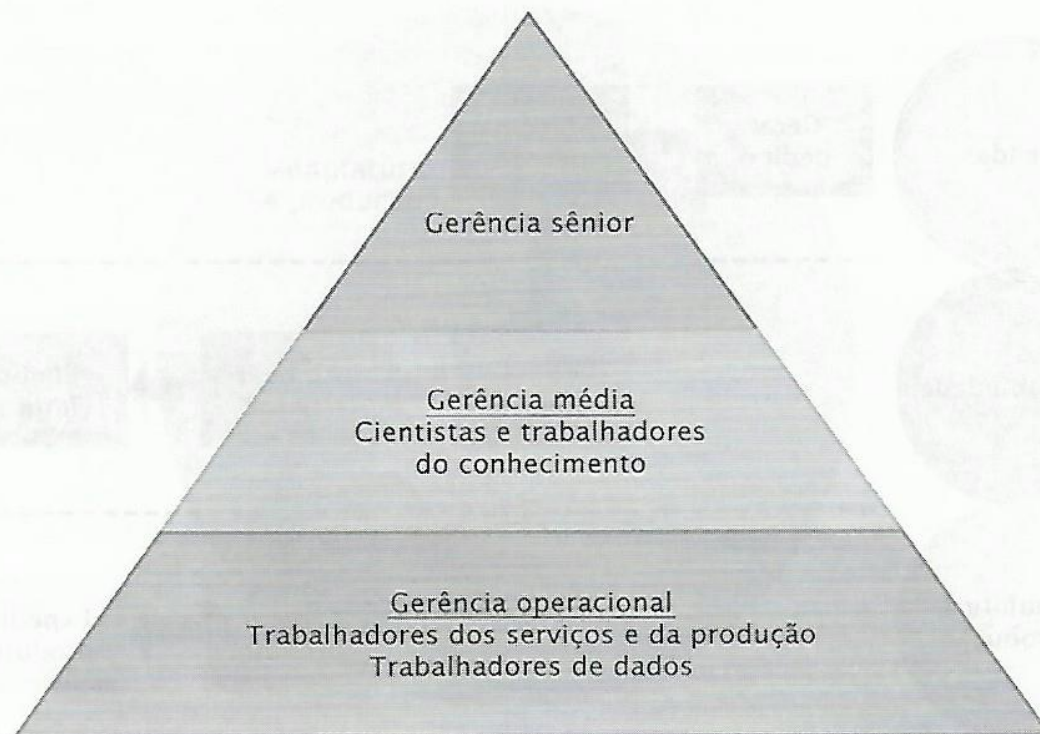 Gerência sênior
Gerência média
Cientistas e trabalhadores
do conhecimento
Gerência operacional
Trabalhadores dos serviços e da produção
Trabalhadores de dados